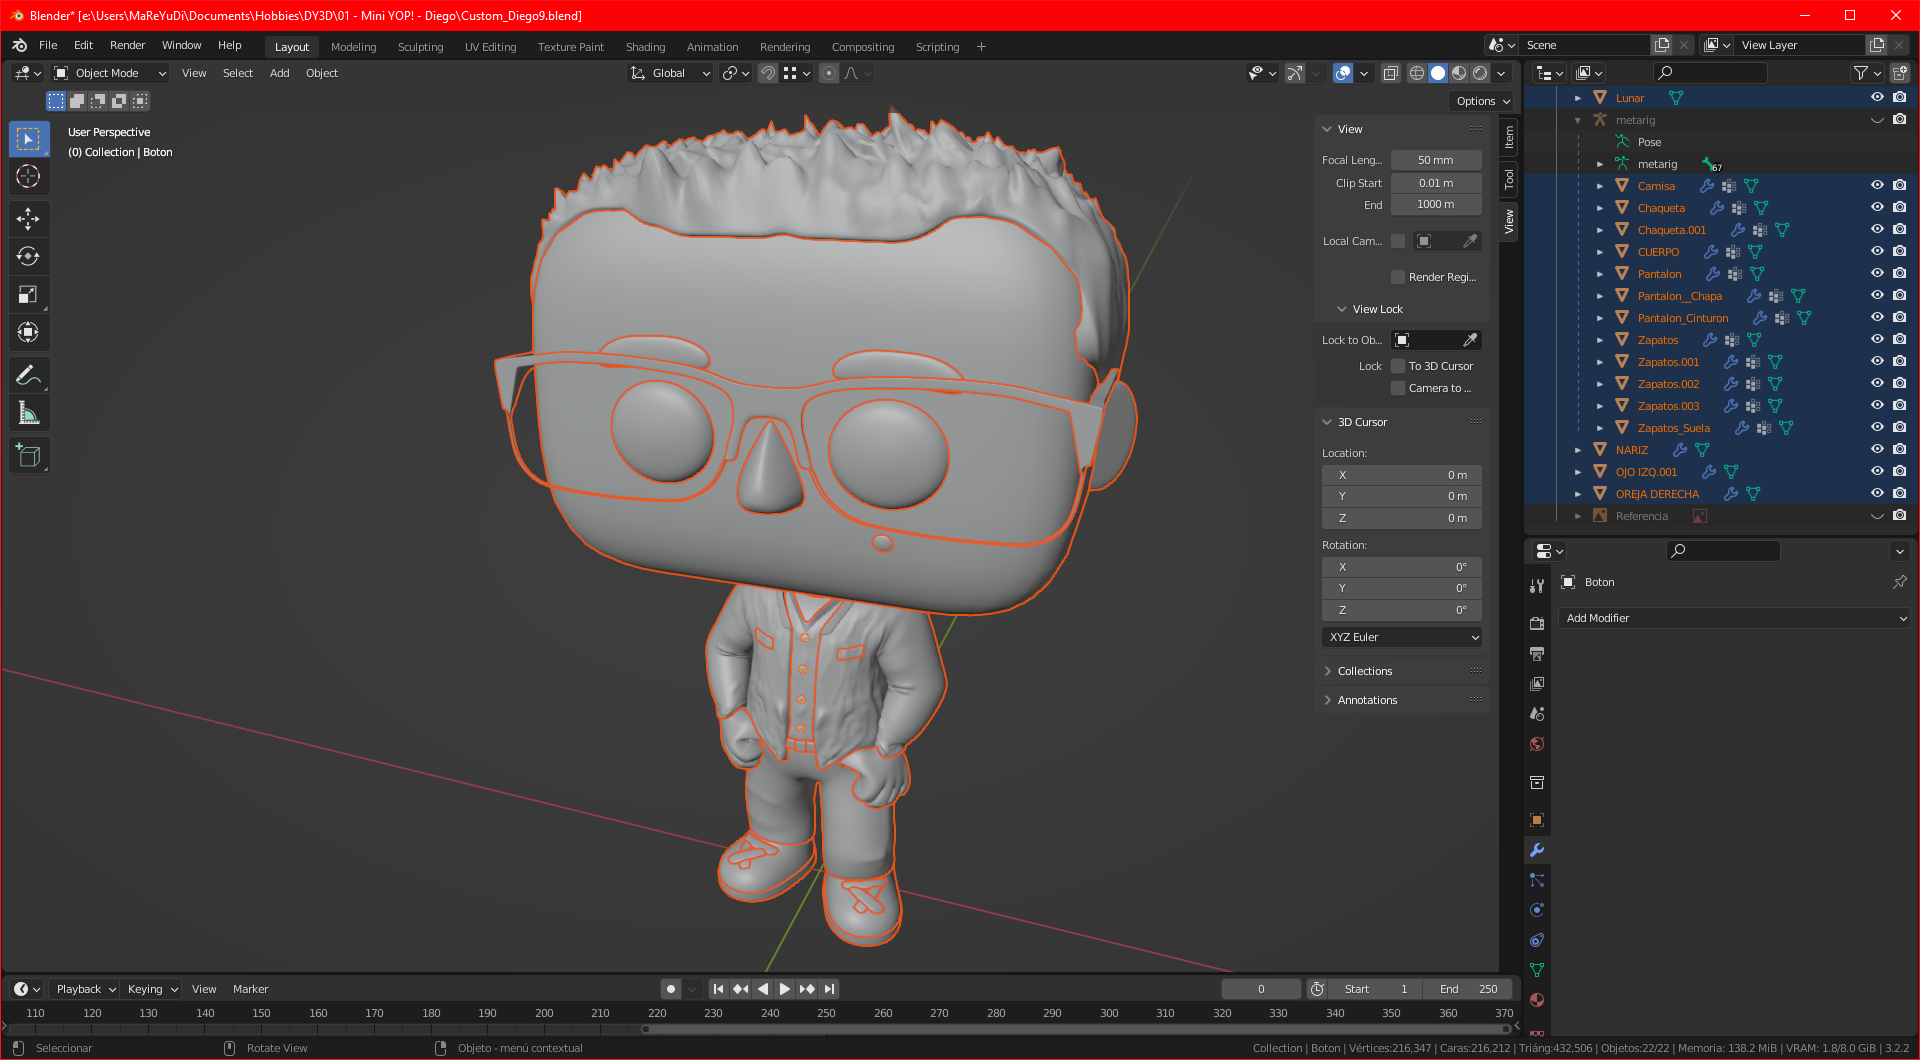 Blender* [e:\Users\MaReYuDi\Documents\Hobbies\DY3D\01 - Mini YOP! - Diego\Custom_Diego9.blend]
File Edit Render Window Help Layout Modeling Sculpting UV Editing Texture Paint Shading Animation Rendering Compositing Scripting + Scene View Layer
Object Mode View Select Add Object Global
Options
User Perspective
(0) Collection | Boton
View
Focal Leng... 50 mm
Clip Start 0.01 m
End 1000 m
Local Cam...
Render Regi...
View Lock
Lock to Ob...
Lock To 3D Cursor
Camera to ...
3D Cursor
Location:
X 0 m
Y 0 m
Z 0 m
Rotation:
X 0°
Y 0°
Z 0°
XYZ Euler
Collections
Annotations
Item
Tool
View
Lunar
metarig
Pose
metarig 67
Camisa
Chaqueta
Chaqueta.001
CUERPO
Pantalon
Pantalon__Chapa
Pantalon_Cinturon
Zapatos
Zapatos.001
Zapatos.002
Zapatos.003
Zapatos_Suela
NARIZ
OJO IZQ.001
OREJA DERECHA
Referencia
Boton
Add Modifier
Playback Keying View Marker 0 Start 1 End 250
110 120 130 140 150 160 170 180 190 200 210 220 230 240 250 260 270 280 290 300 310 320 330 340 350 360 370
Seleccionar Rotate View Objeto - menú contextual Collection | Boton | Vértices:216,347 | Caras:216,212 | Triáng:432,506 | Objetos:22/22 | Memoria: 138.2 MiB | VRAM: 1.8/8.0 GiB | 3.2.2